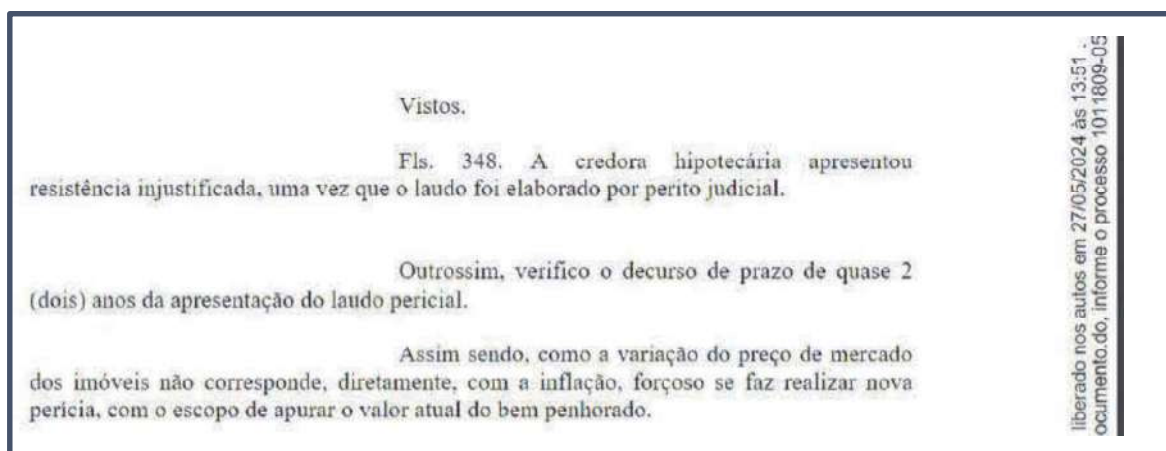 Vistos.
Fls. 348. A credora hipotecária apresentou
resistência injustificada, uma vez que o laudo foi elaborado por perito judicial.
Outrossim, verifico o decurso de prazo de quase 2
(dois) anos da apresentação do laudo pericial.
Assim sendo, como a variação do preço de mercado
dos imóveis não corresponde, diretamente, com a inflação, forçoso se faz realizar nova
perícia, com o escopo de apurar o valor atual do bem penhorado.
liberado nos autos em 27/05/2024 às 13:51 .
ocumento.do, informe o processo 1011809-05